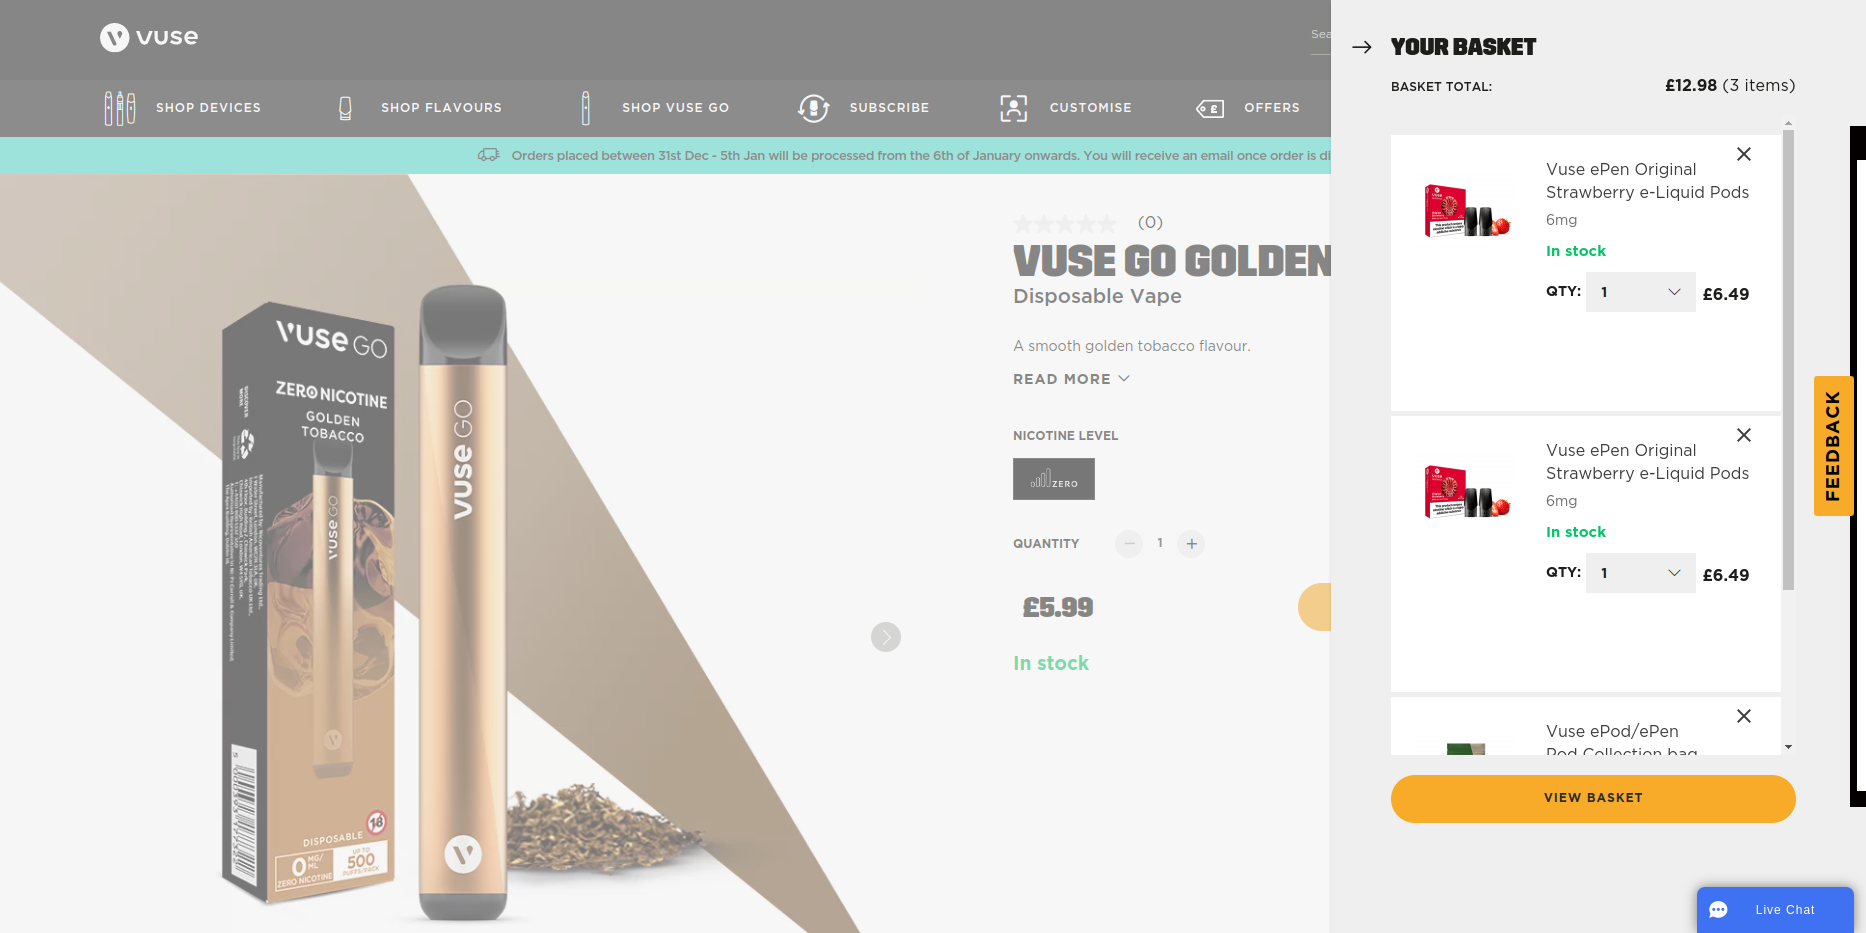 vuse
Sea
SHOP DEVICES
SHOP FLAVOURS
SHOP VUSE GO
SUBSCRIBE
CUSTOMISE
£
OFFERS
Orders placed between 31st Dec - 5th Jan will be processed from the 6th of January onwards. You will receive an email once order is di
(0)
VUSE GO GOLDEN
Disposable Vape
A smooth golden tobacco flavour.
READ MORE
NICOTINE LEVEL
ZERO
QUANTITY
1
£5.99
In stock
vuse GO
ZERO NICOTINE
GOLDEN
TOBACCO
vuse GO
DISPOSABLE
18
0 MG/ML
ZERO NICOTINE
UP TO
500
PUFFS/PACK
vuse GO
YOUR BASKET
BASKET TOTAL:
£12.98 (3 items)
Vuse ePen Original
Strawberry e-Liquid Pods
6mg
In stock
QTY:
1
£6.49
Vuse ePen Original
Strawberry e-Liquid Pods
6mg
In stock
QTY:
1
£6.49
Vuse ePod/ePen
Pod Collection bag
VIEW BASKET
FEEDBACK
Live Chat